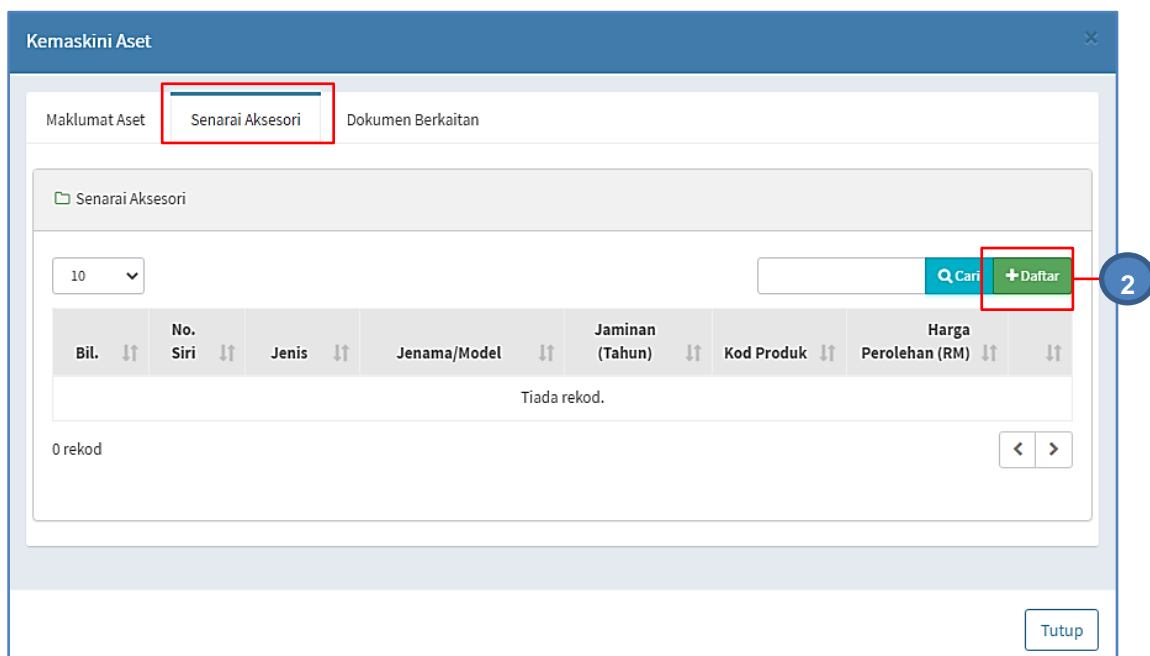 Kemaskini Aset
Maklumat Aset Senarai Aksesori Dokumen Berkaitan
Senarai Aksesori
10 Cari Daftar 2
Bil. No. Siri Jenis Jenama/Model Jaminan (Tahun) Kod Produk Harga Perolehan (RM)
Tiada rekod.
0 rekod
Tutup